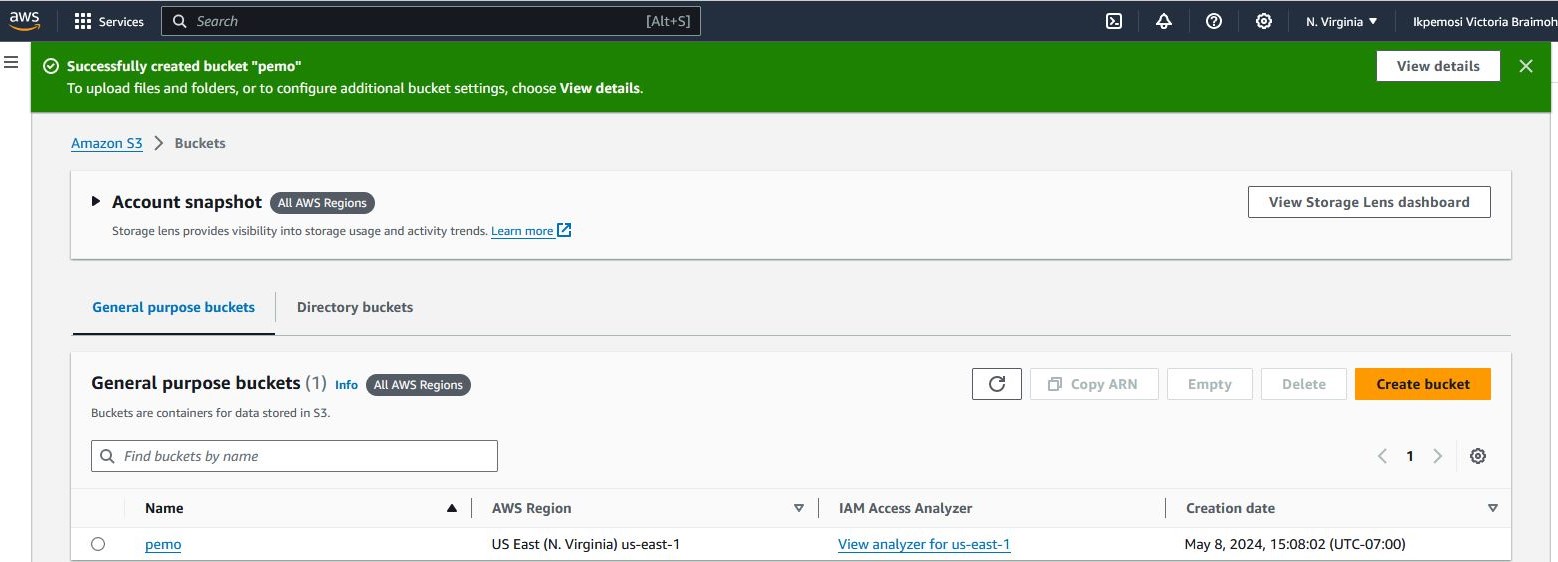 aws Services Search [Alt+S] N. Virginia Ikpemosi Victoria Braimoh
Successfully created bucket "pemo" View details
To upload files and folders, or to configure additional bucket settings, choose View details.
Amazon S3 > Buckets
Account snapshot All AWS Regions View Storage Lens dashboard
Storage lens provides visibility into storage usage and activity trends. Learn more
General purpose buckets Directory buckets
General purpose buckets (1) Info All AWS Regions Copy ARN Empty Delete Create bucket
Buckets are containers for data stored in S3.
Find buckets by name 1
Name AWS Region IAM Access Analyzer Creation date
pemo US East (N. Virginia) us-east-1 View analyzer for us-east-1 May 8, 2024, 15:08:02 (UTC-07:00)